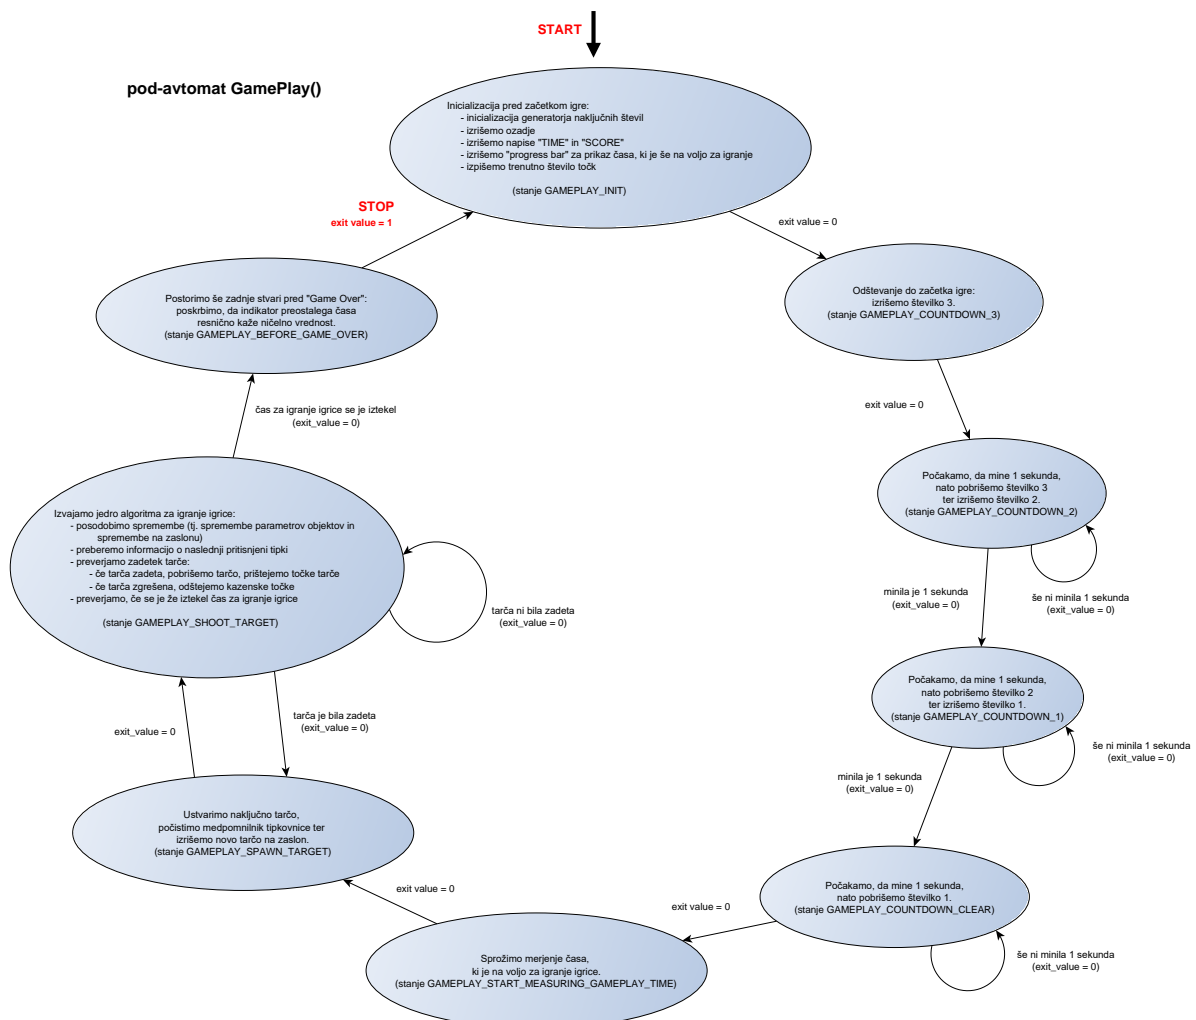 START
pod-avtomat GamePlay()
Inicializacija pred začetkom igre:
- inicializacija generatorja naključnih števil
- izrišemo ozadje
- izrišemo napise "TIME" in "SCORE"
- izrišemo "progress bar" za prikaz časa, ki je še na voljo za igranje
- izpišemo trenutno število točk
(stanje GAMEPLAY_INIT)
STOP
exit value = 1
exit value = 0
Odštevanje do začetka igre:
izrišemo številko 3.
(stanje GAMEPLAY_COUNTDOWN_3)
exit value = 0
Počakamo, da mine 1 sekunda,
nato pobrišemo številko 3
ter izrišemo številko 2.
(stanje GAMEPLAY_COUNTDOWN_2)
še ni minila 1 sekunda
(exit_value = 0)
minila je 1 sekunda
(exit_value = 0)
Počakamo, da mine 1 sekunda,
nato pobrišemo številko 2
ter izrišemo številko 1.
(stanje GAMEPLAY_COUNTDOWN_1)
še ni minila 1 sekunda
(exit_value = 0)
minila je 1 sekunda
(exit_value = 0)
Počakamo, da mine 1 sekunda,
nato pobrišemo številko 1.
(stanje GAMEPLAY_COUNTDOWN_CLEAR)
še ni minila 1 sekunda
(exit_value = 0)
exit value = 0
Sprožimo merjenje časa,
ki je na voljo za igranje igrice.
(stanje GAMEPLAY_START_MEASURING_GAMEPLAY_TIME)
exit value = 0
Ustvarimo naključno tarčo,
počistimo medpomnilnik tipkovnice ter
izrišemo novo tarčo na zaslon.
(stanje GAMEPLAY_SPAWN_TARGET)
exit_value = 0
tarča je bila zadeta
(exit_value = 0)
Izvajamo jedro algoritma za igranje igrice:
- posodobimo spremembe (tj. spremembe parametrov objektov in
spremembe na zaslonu)
- preberemo informacijo o naslednji pritisnjeni tipki
- preverjamo zadetek tarče:
- če tarča zadeta, pobrišemo tarčo, prištejemo točke tarče
- če tarča zgrešena, odštejemo kazenske točke
- preverjamo, če se je že iztekel čas za igranje igrice
(stanje GAMEPLAY_SHOOT_TARGET)
tarča ni bila zadeta
(exit_value = 0)
čas za igranje igrice se je iztekel
(exit_value = 0)
Postorimo še zadnje stvari pred "Game Over":
poskrbimo, da indikator preostalega časa
resnično kaže ničelno vrednost.
(stanje GAMEPLAY_BEFORE_GAME_OVER)